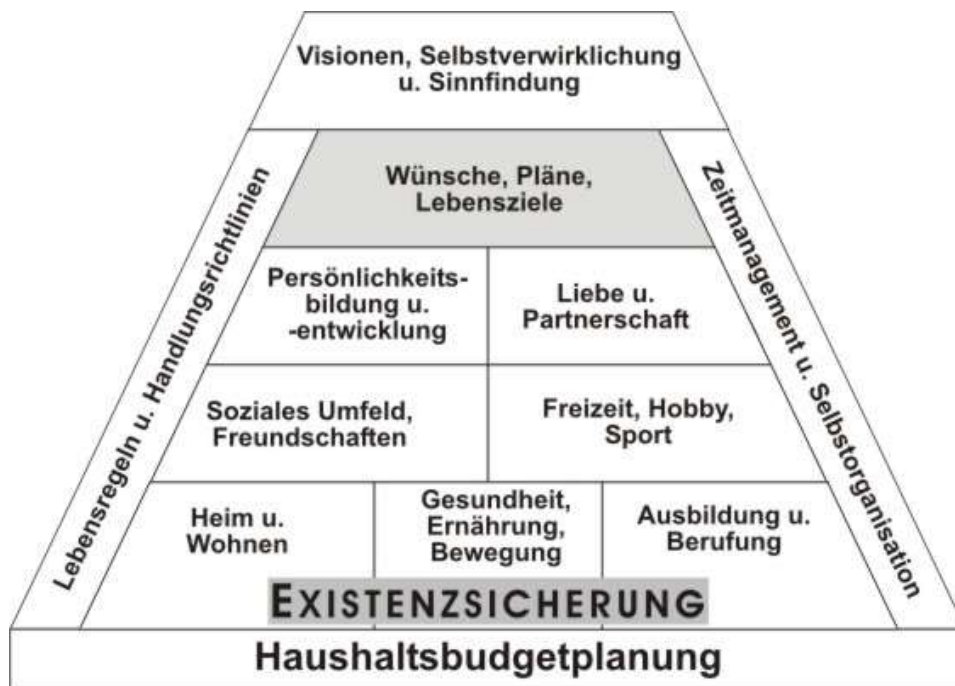 Visionen, Selbstverwirklichung
u. Sinnfindung
Lebensregeln u. Handlungsrichtlinien
Wünsche, Pläne,
Lebensziele
Zeitmanagement u. Selbstorganisation
Persönlichkeits-
bildung u.
-entwicklung
Liebe u.
Partnerschaft
Soziales Umfeld,
Freundschaften
Freizeit, Hobby,
Sport
Heim u.
Wohnen
Gesundheit,
Ernährung,
Bewegung
Ausbildung u.
Berufung
EXISTENZSICHERUNG
Haushaltsbudgetplanung